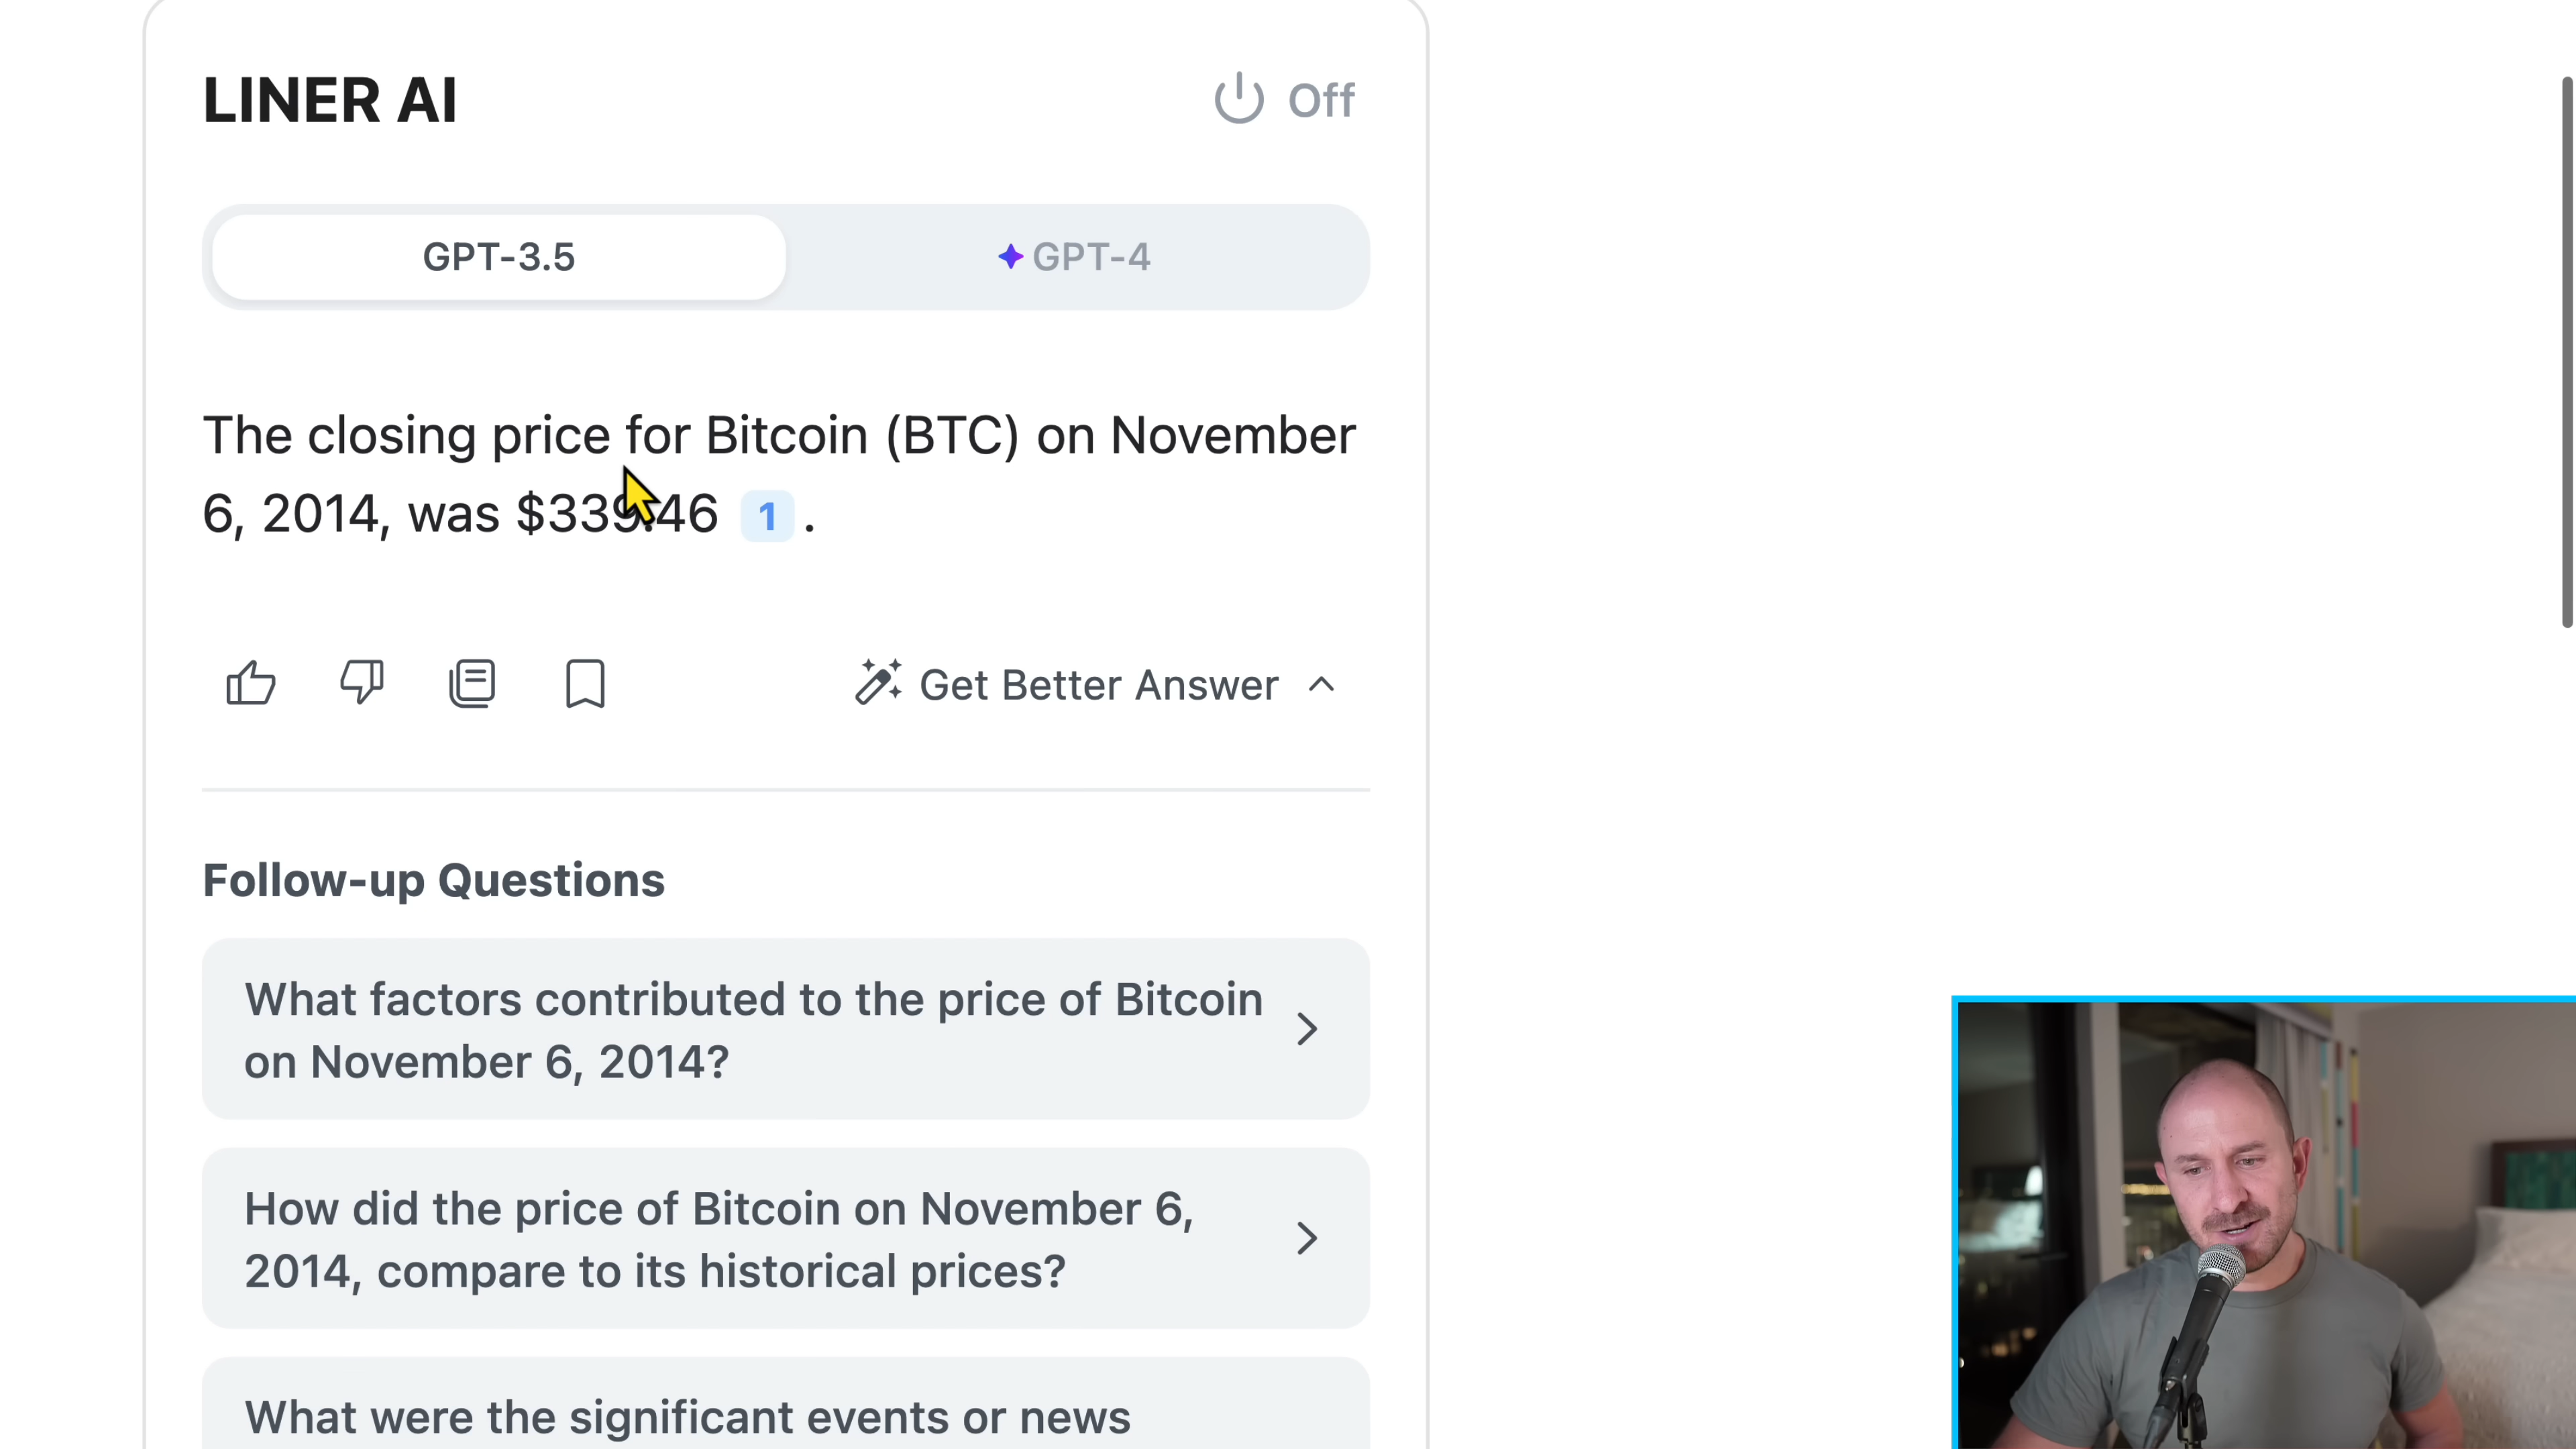 LINER AI
Off
GPT-3.5
GPT-4
The closing price for Bitcoin (BTC) on November
6, 2014, was $339.46 1 .
Get Better Answer
Follow-up Questions
What factors contributed to the price of Bitcoin
on November 6, 2014?
How did the price of Bitcoin on November 6,
2014, compare to its historical prices?
What were the significant events or news